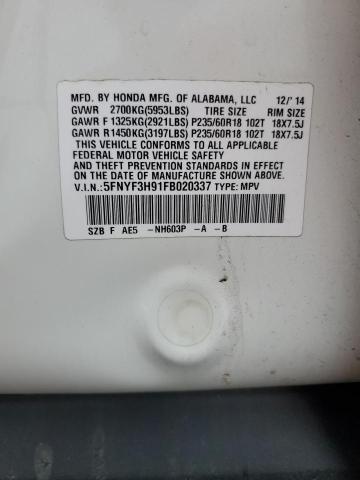 MFD. BY HONDA MFG. OF ALABAMA, LLC 12/'14
GVWR 2700KG(5953LBS) TIRE SIZE RIM SIZE
GAWR F 1325KG(2921LBS) P235/60R18 102T 18X7.5J
GAWR R1450KG(3197LBS) P235/60R18 102T 18X7.5J
THIS VEHICLE CONFORMS TO ALL APPLICABLE
FEDERAL MOTOR VEHICLE SAFETY AND THEFT
PREVENTION STANDARDS IN EFFECT
ON THE DATE OF MANUFACTURE SHOWN ABOVE.
V.I.N.: 5FNYF3H91FB020337 TYPE: MPV
SZB F AE5 -NH603P -A -B